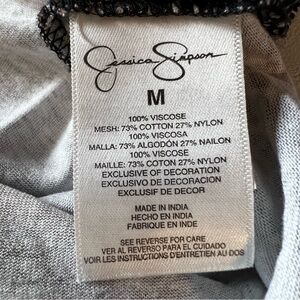 Jessica Simpson
M
100% VISCOSE
MESH: 73% COTTON 27% NYLON
100% VISCOSA
MALLA: 73% ALGODÓN 27% NAILON
100% VISCOSE
MAILLE: 73% COTON 27% NYLON
EXCLUSIVE OF DECORATION
EXCLUSIVO DE DECORACIÓN
EXCLUSIF DE DECOR
MADE IN INDIA
HECHO EN INDIA
FABRIQUE EN INDE
SEE REVERSE FOR CARE
VER AL REVERSO PARA EL CUIDADO
VOIR LES INSTRUCTIONS D'ENTRETIEN AU DOS